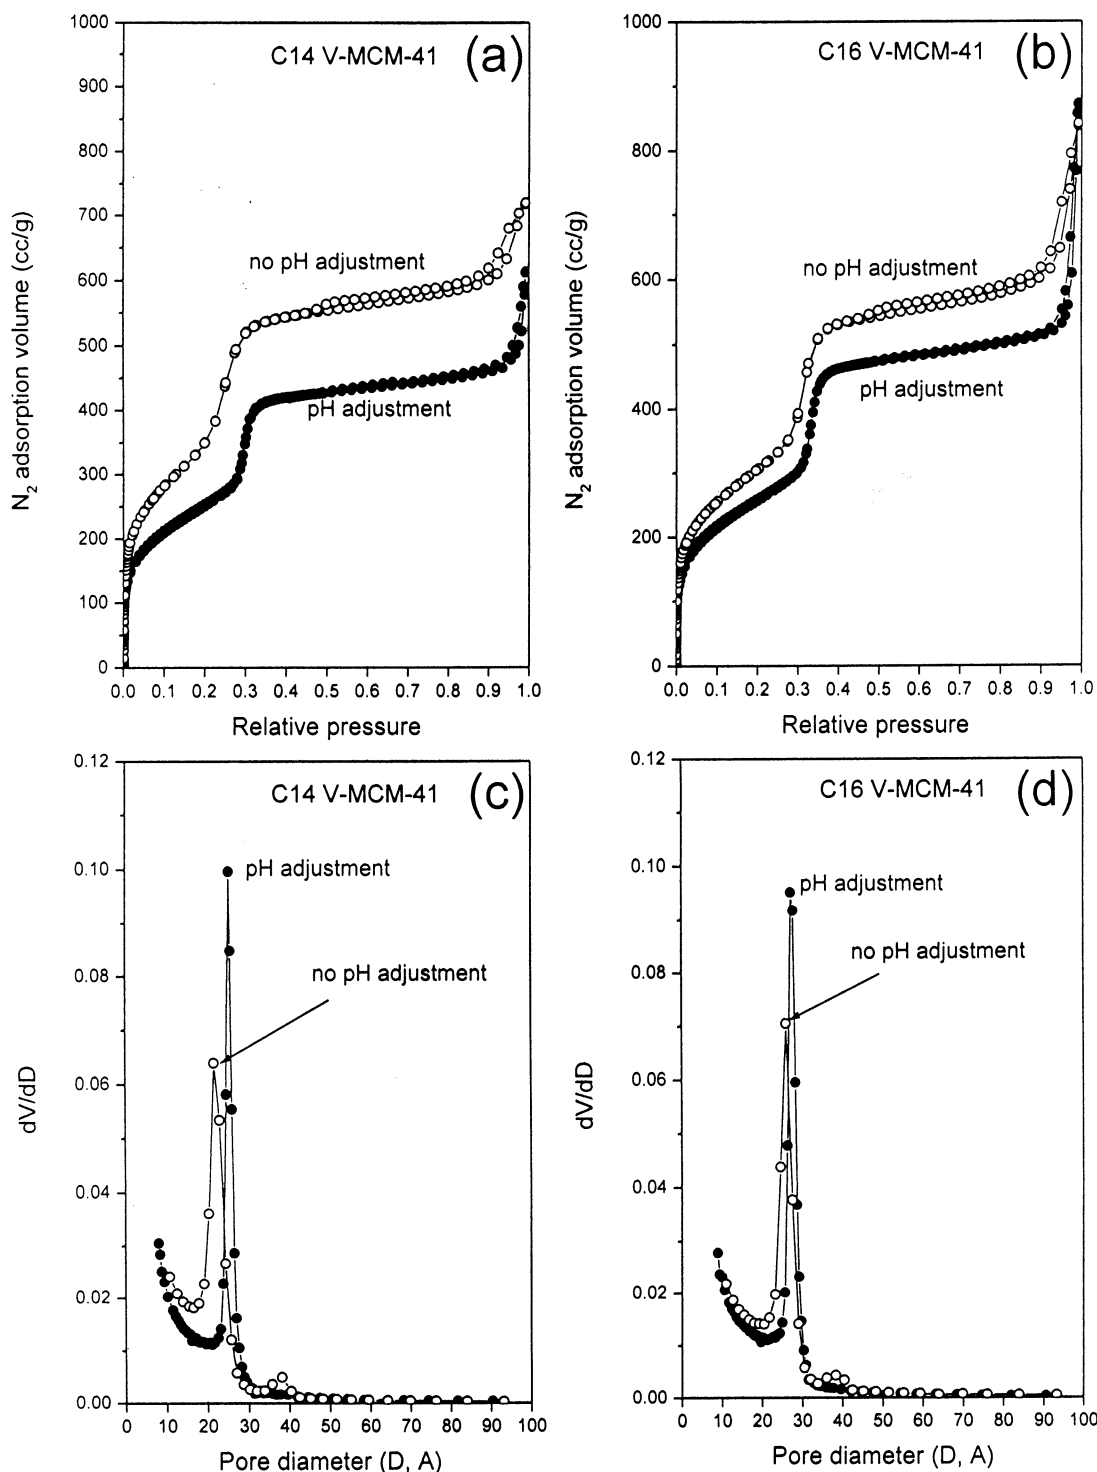 C14 V-MCM-41 (a)
1000
900
800
700
600
500
400
300
200
100
0
N2 adsorption volume (cc/g)
no pH adjustment
pH adjustment
0.0 0.1 0.2 0.3 0.4 0.5 0.6 0.7 0.8 0.9 1.0
Relative pressure
C16 V-MCM-41 (b)
1000
800
600
400
200
0
N2 adsorption volume (cc/g)
no pH adjustment
pH adjustment
0.0 0.1 0.2 0.3 0.4 0.5 0.6 0.7 0.8 0.9 1.0
Relative pressure
C14 V-MCM-41 (c)
0.12
0.10
0.08
0.06
0.04
0.02
0.00
dV/dD
pH adjustment
no pH adjustment
0 10 20 30 40 50 60 70 80 90 100
Pore diameter (D, A)
C16 V-MCM-41 (d)
0.12
0.10
0.08
0.06
0.04
0.02
0.00
dV/dD
pH adjustment
no pH adjustment
0 10 20 30 40 50 60 70 80 90 100
Pore diameter (D, A)